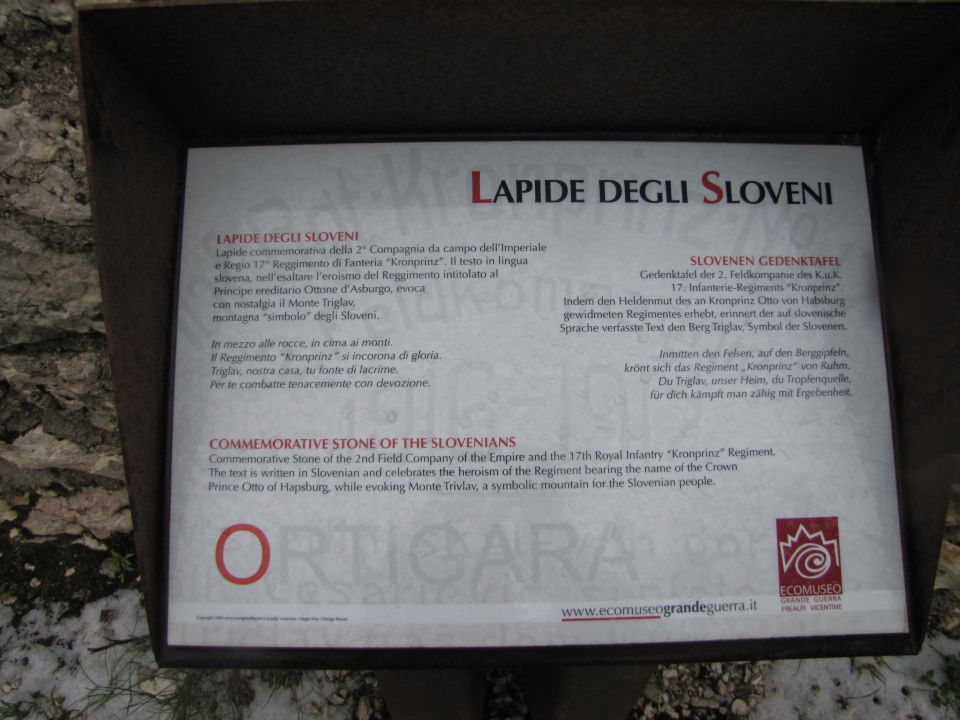 LAPIDE DEGLI SLOVENI
LAPIDE DEGLI SLOVENI
Lapide commemorativa della 2° Compagnia da campo dell'Imperiale
e Regio 17° Reggimento di Fanteria "Kronprinz". Il testo in lingua
slovena, nell'esaltare l'eroismo del Reggimento intitolato al
Principe ereditario Ottone d'Asburgo, evoca
con nostalgia il Monte Triglav,
montagna "simbolo" degli Sloveni.
In mezzo alle rocce, in cima ai monti.
Il Reggimento "Kronprinz" si incorona di gloria.
Triglav, nostra casa, tu fonte di lacrime.
Per te combatte tenacemente con devozione.
SLOVENEN GEDENKTAFEL
Gedenktafel der 2. Feldkompanie des K.u.K.
17. Infanterie-Regiments "Kronprinz".
Indem den Heldenmut des an Kronprinz Otto von Habsburg
gewidmeten Regimentes erhebt, erinnert der auf slovenische
Sprache verfasste Text den Berg Triglav, Symbol der Slovenen.
Inmitten den Felsen, auf den Berggipfeln,
krönt sich das Regiment „Kronprinz" von Ruhm.
Du Triglav, unser Heim, du Tropfenquelle,
für dich kämpft man zähig mit Ergebenheit.
COMMEMORATIVE STONE OF THE SLOVENIANS
Commemorative Stone of the 2nd Field Company of the Empire and the 17th Royal Infantry "Kronprinz" Regiment.
The text is written in Slovenian and celebrates the heroism of the Regiment bearing the name of the Crown
Prince Otto of Hapsburg, while evoking Monte Trivlav, a symbolic mountain for the Slovenian people.
ORTIGARA
ECOMUSEO
GRANDE GUERRA
PREALPI VICENTINE
www.ecomuseograndeguerra.it